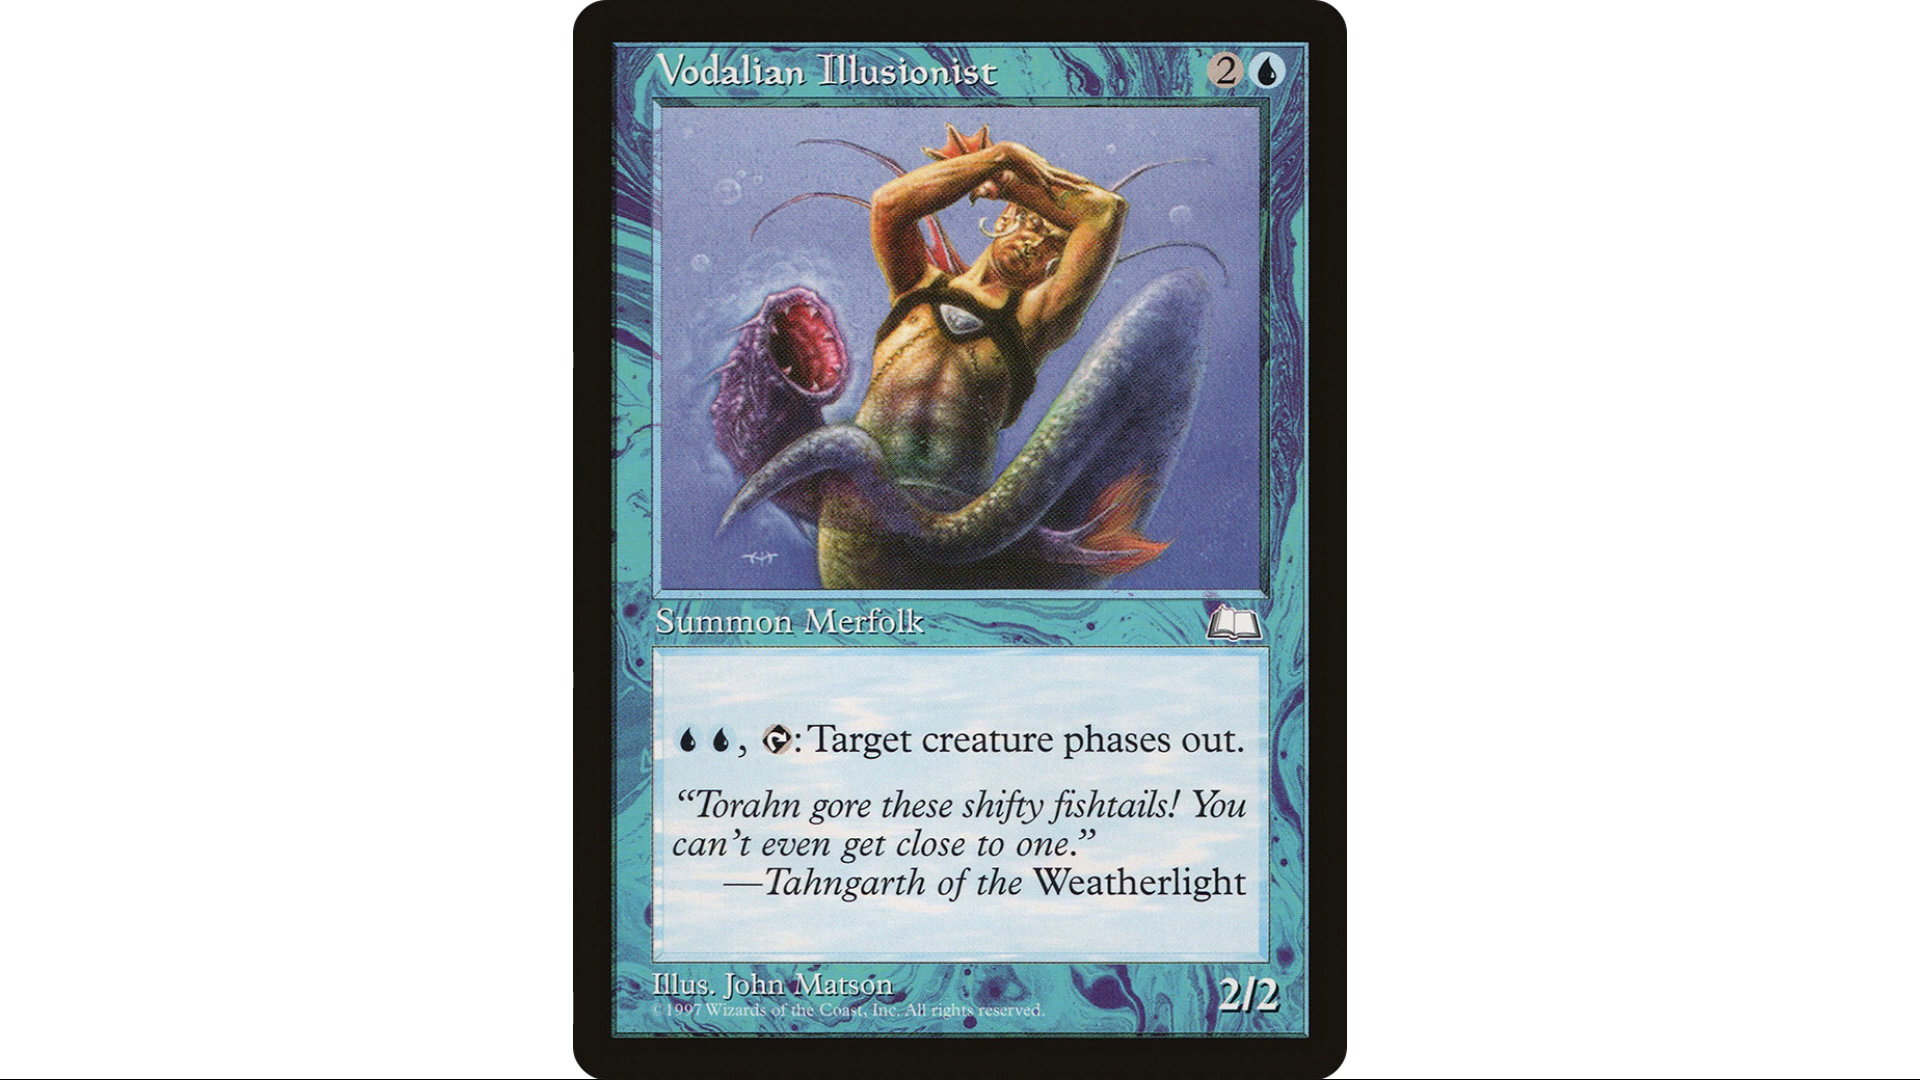 Vodalian Illusionist 2
Summon Merfolk
, : Target creature phases out.
“Torahn gore these shifty fishtails! You
can’t even get close to one.”
—Tahngarth of the Weatherlight
Illus. John Matson
2/2
©1997 Wizards of the Coast, Inc. All rights reserved.